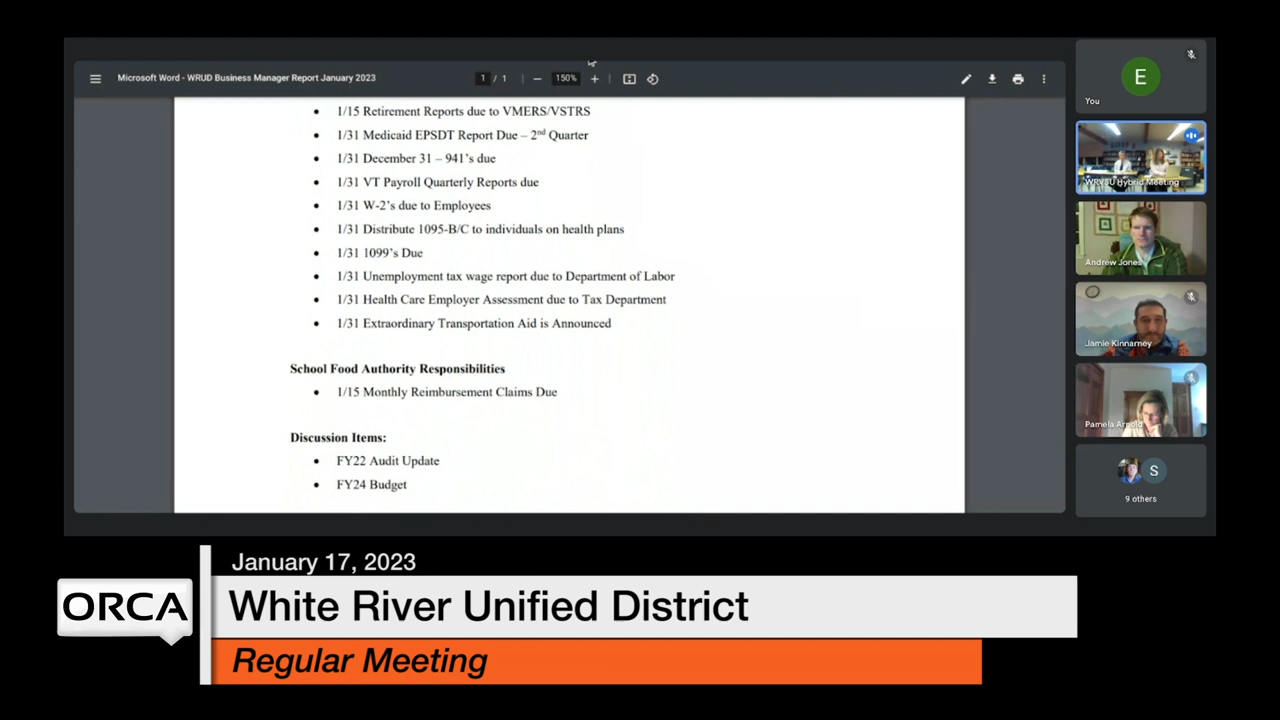 Microsoft Word - WRUD Business Manager Report January 2023
1 / 1
150%
• 1/15 Retirement Reports due to VMERS/VSTRS
• 1/31 Medicaid EPSDT Report Due – 2nd Quarter
• 1/31 December 31 – 941's due
• 1/31 VT Payroll Quarterly Reports due
• 1/31 W-2's due to Employees
• 1/31 Distribute 1095-B/C to individuals on health plans
• 1/31 1099's Due
• 1/31 Unemployment tax wage report due to Department of Labor
• 1/31 Health Care Employer Assessment due to Tax Department
• 1/31 Extraordinary Transportation Aid is Announced
School Food Authority Responsibilities
• 1/15 Monthly Reimbursement Claims Due
Discussion Items:
• FY22 Audit Update
• FY24 Budget
E
You
WRVSU Hybrid Meeting
Andrew Jones
Jamie Kinnarney
Pamela Arnold
S
9 others
January 17, 2023
ORCA
White River Unified District
Regular Meeting